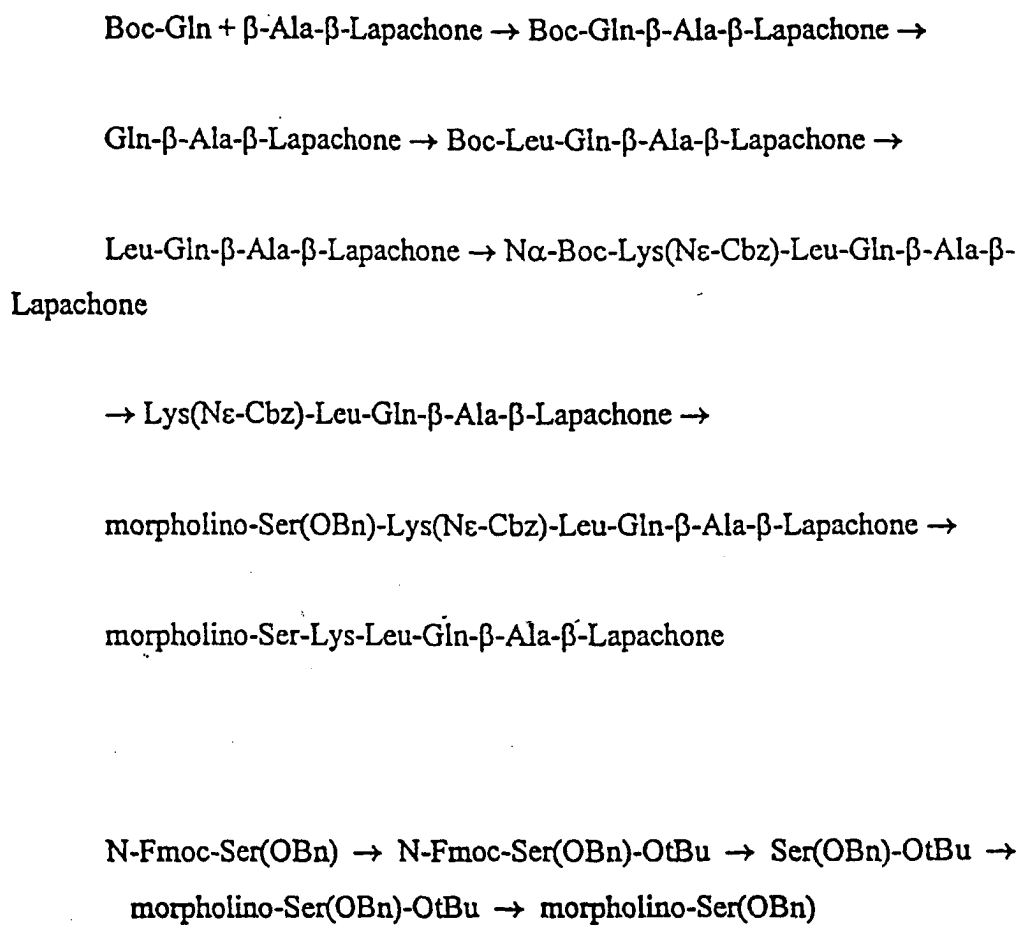 Boc-Gln + β-Ala-β-Lapachone → Boc-Gln-β-Ala-β-Lapachone →
Gln-β-Ala-β-Lapachone → Boc-Leu-Gln-β-Ala-β-Lapachone →
Leu-Gln-β-Ala-β-Lapachone → Nα-Boc-Lys(Nε-Cbz)-Leu-Gln-β-Ala-β-
Lapachone
→ Lys(Nε-Cbz)-Leu-Gln-β-Ala-β-Lapachone →
morpholino-Ser(OBn)-Lys(Nε-Cbz)-Leu-Gln-β-Ala-β-Lapachone →
morpholino-Ser-Lys-Leu-Gln-β-Ala-β-Lapachone
N-Fmoc-Ser(OBn) → N-Fmoc-Ser(OBn)-OtBu → Ser(OBn)-OtBu →
morpholino-Ser(OBn)-OtBu → morpholino-Ser(OBn)